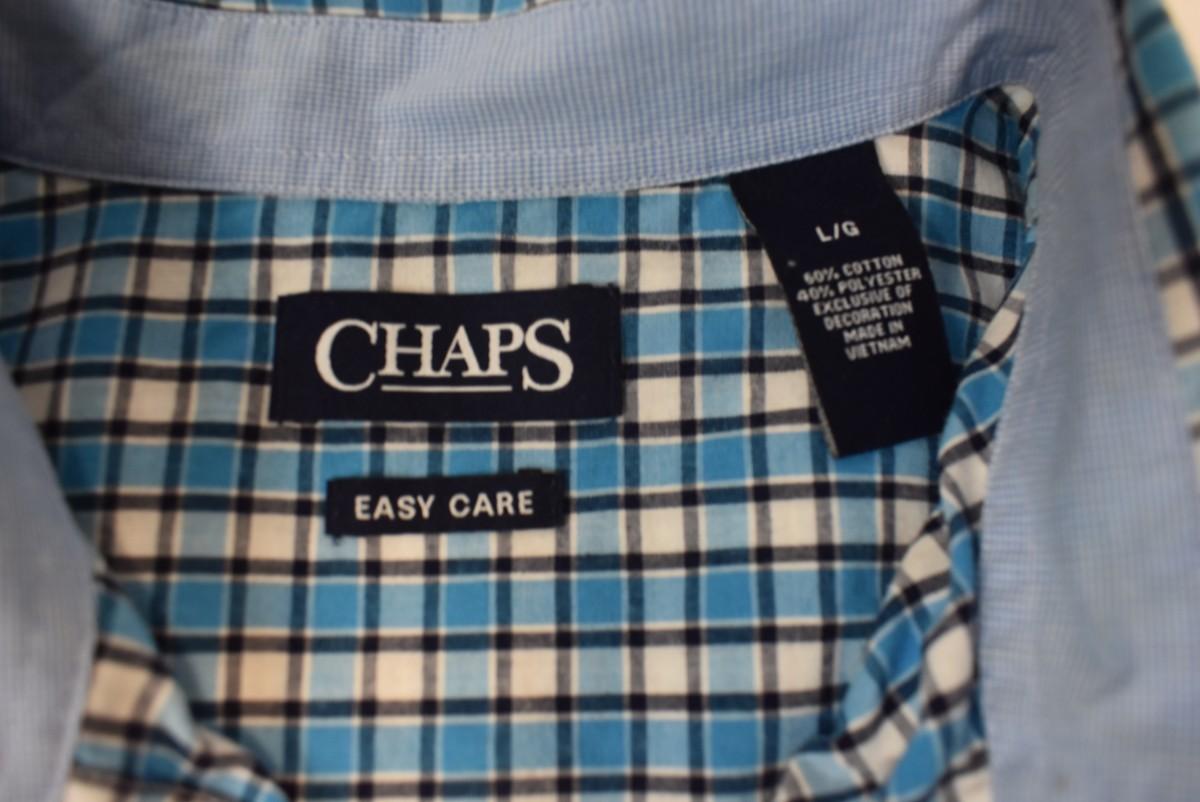 CHAPS
EASY CARE
L/G
60% COTTON
40% POLYESTER
EXCLUSIVE OF
DECORATION
MADE IN
VIETNAM